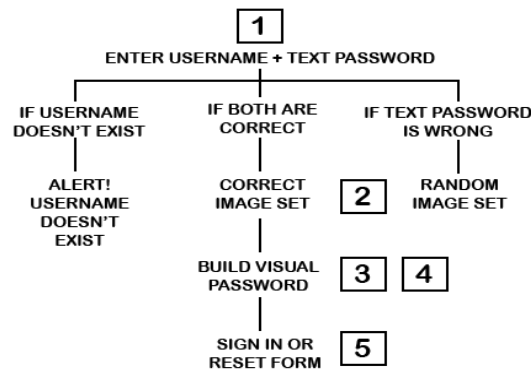 1
ENTER USERNAME + TEXT PASSWORD
IF USERNAME
DOESN'T EXIST
IF BOTH ARE
CORRECT
IF TEXT PASSWORD
IS WRONG
ALERT!
USERNAME
DOESN'T
EXIST
CORRECT
IMAGE SET
2
RANDOM
IMAGE SET
BUILD VISUAL
PASSWORD
3
4
SIGN IN OR
RESET FORM
5